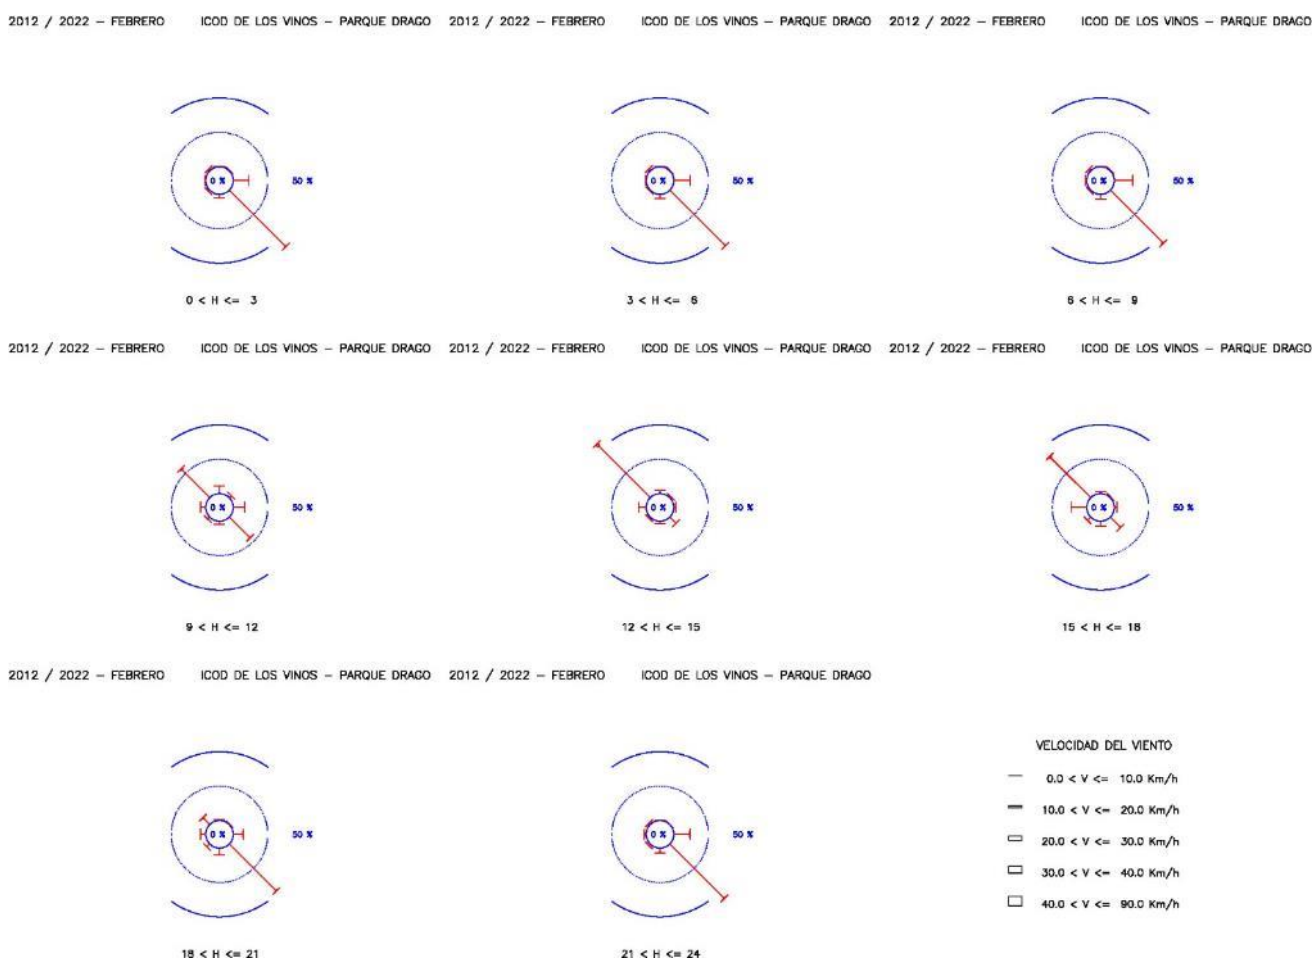 2012 / 2022 – FEBRERO ICOD DE LOS VINOS – PARQUE DRAGO 2012 / 2022 – FEBRERO ICOD DE LOS VINOS – PARQUE DRAGO 2012 / 2022 – FEBRERO ICOD DE LOS VINOS – PARQUE DRAGO
0 % 50 % 0 % 50 % 0 % 50 %
0 < H <= 3 3 < H <= 6 6 < H <= 9
2012 / 2022 – FEBRERO ICOD DE LOS VINOS – PARQUE DRAGO 2012 / 2022 – FEBRERO ICOD DE LOS VINOS – PARQUE DRAGO 2012 / 2022 – FEBRERO ICOD DE LOS VINOS – PARQUE DRAGO
0 % 50 % 0 % 50 % 0 % 50 %
9 < H <= 12 12 < H <= 15 15 < H <= 18
2012 / 2022 – FEBRERO ICOD DE LOS VINOS – PARQUE DRAGO 2012 / 2022 – FEBRERO ICOD DE LOS VINOS – PARQUE DRAGO
0 % 50 % 0 % 50 %
18 < H <= 21 21 < H <= 24
VELOCIDAD DEL VIENTO
0.0 < V <= 10.0 Km/h
10.0 < V <= 20.0 Km/h
20.0 < V <= 30.0 Km/h
30.0 < V <= 40.0 Km/h
40.0 < V <= 90.0 Km/h